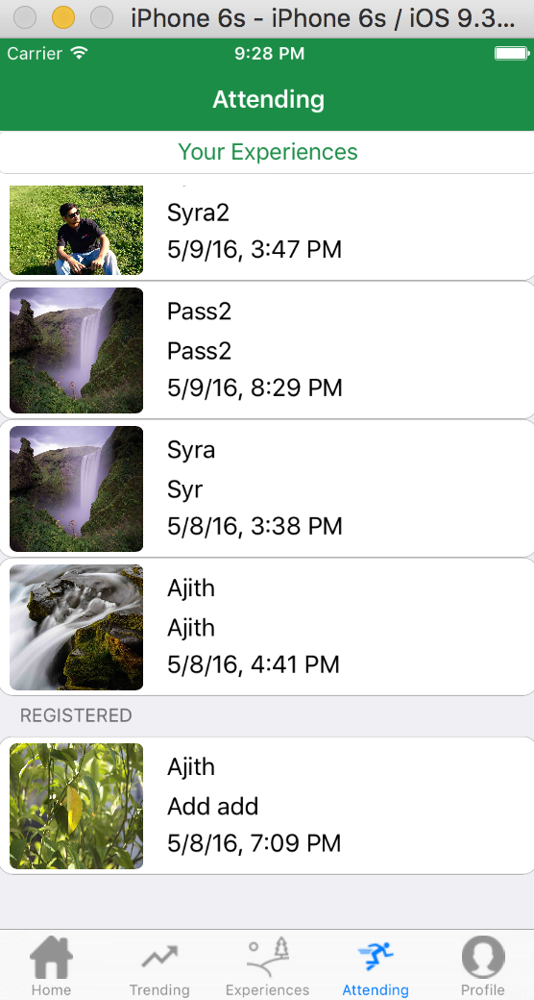 iPhone 6s - iPhone 6s / iOS 9.3...
Carrier 9:28 PM
Attending
Your Experiences
Syra2
5/9/16, 3:47 PM
Pass2
Pass2
5/9/16, 8:29 PM
Syra
Syr
5/8/16, 3:38 PM
Ajith
Ajith
5/8/16, 4:41 PM
REGISTERED
Ajith
Add add
5/8/16, 7:09 PM
Home Trending Experiences Attending Profile